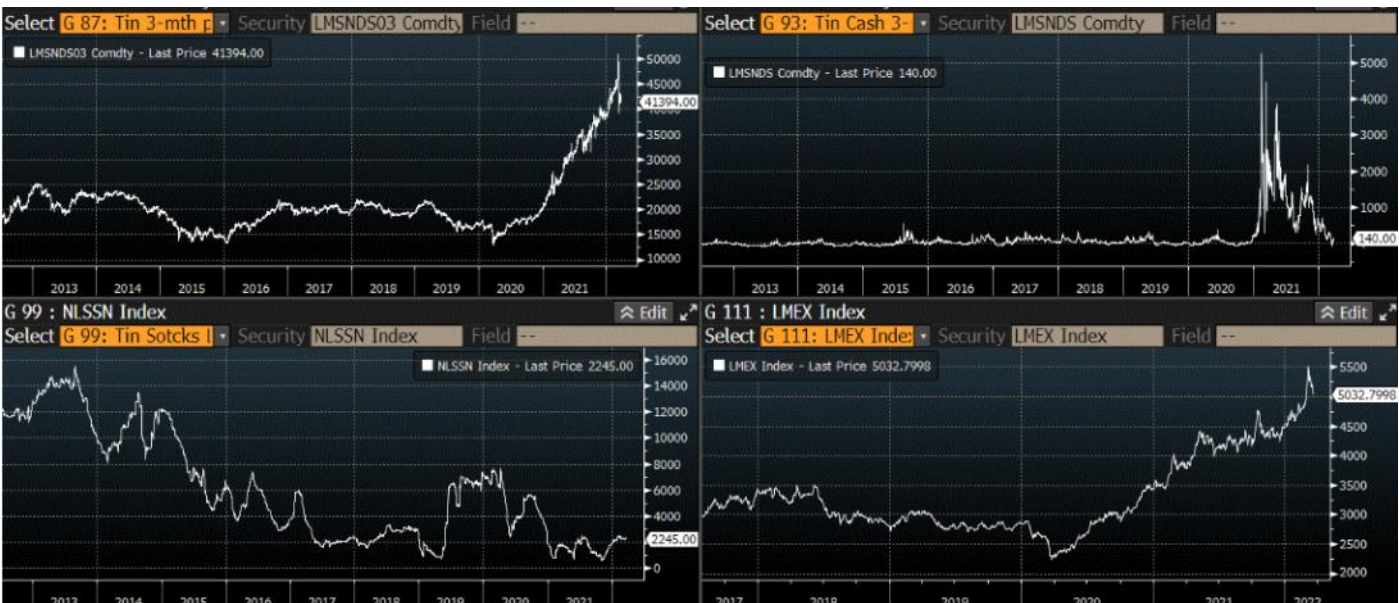 Select G 87: Tin 3-mth p Security LMSNDS03 Comdty Field --
LMSNDS03 Comdty - Last Price 41394.00
50000
45000
41394.00
40000
35000
30000
25000
20000
15000
10000
2013 2014 2015 2016 2017 2018 2019 2020 2021
Select G 93: Tin Cash 3- Security LMSNDS Comdty Field --
LMSNDS Comdty - Last Price 140.00
5000
4000
3000
2000
1000
140.00
2013 2014 2015 2016 2017 2018 2019 2020 2021
G 99 : NLSSN Index Edit
Select G 99: Tin Sotcks l Security NLSSN Index Field --
NLSSN Index - Last Price 2245.00
16000
14000
12000
10000
8000
6000
4000
2245.00
0
2013 2014 2015 2016 2017 2018 2019 2020 2021
G 111 : LMEX Index Edit
Select G 111: LMEX Inde Security LMEX Index Field --
LMEX Index - Last Price 5032.7998
5500
5032.7998
4500
4000
3500
3000
2500
2000
2017 2018 2019 2020 2021 2022